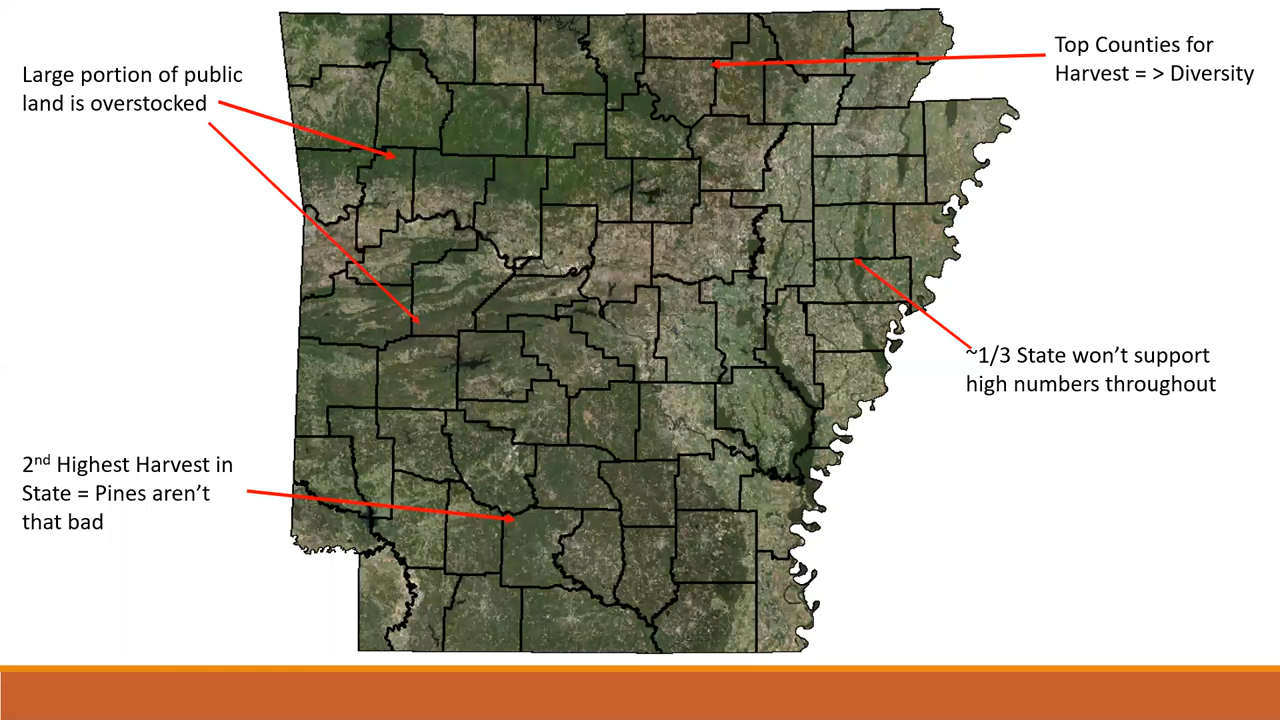 Large portion of public
land is overstocked
Top Counties for
Harvest = > Diversity
~1/3 State won’t support
high numbers throughout
2nd Highest Harvest in
State = Pines aren’t
that bad